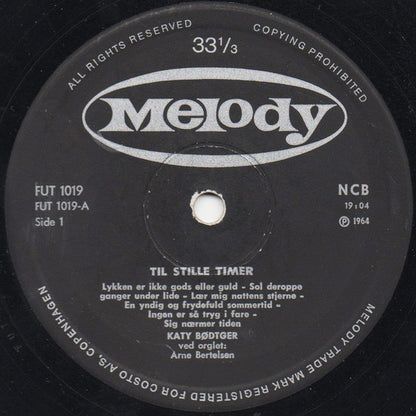 ALL RIGHTS RESERVED
COPYING PROHIBITED
33 1/3
Melody
FUT 1019
FUT 1019-A
Side 1
NCB
19:04
℗ 1964
TIL STILLE TIMER
Lykken er ikke gods eller guld - Sol deroppe
ganger under lide - Lær mig nattens stjerne -
En yndig og frydefuld sommertid -
Ingen er så tryg i fare -
Sig nærmer tiden
KATY BØDTGER
ved orglet:
Arne Bertelsen
MELODY TRADE MARK REGISTERED FOR COSTO A/S, COPENHAGEN